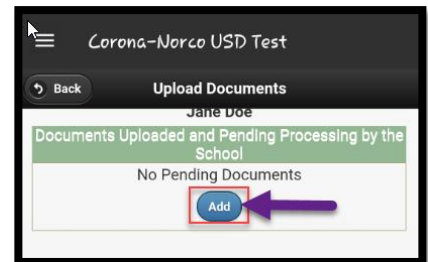 Corona-Norco USD Test
Back
Upload Documents
Jane Doe
Documents Uploaded and Pending Processing by the
School
No Pending Documents
Add